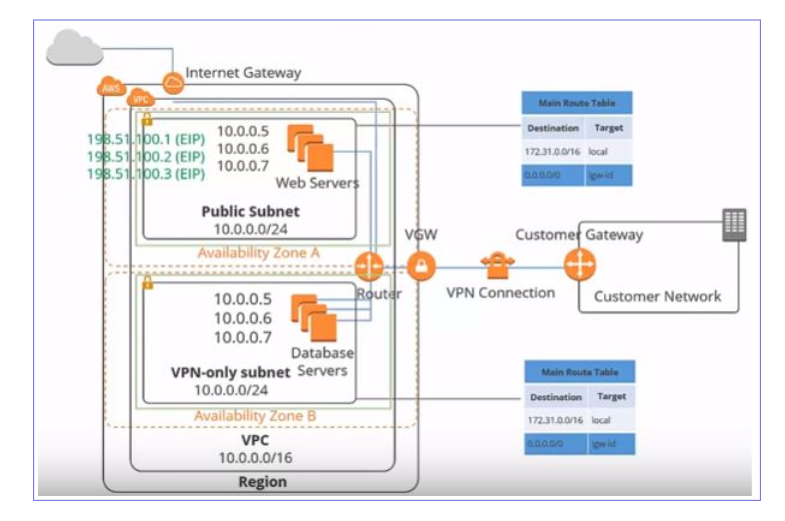 Internet Gateway
AWS
VPC
198.51.100.1 (EIP)
198.51.100.2 (EIP)
198.51.100.3 (EIP)
10.0.0.5
10.0.0.6
10.0.0.7
Web Servers
Public Subnet
10.0.0.0/24
Availability Zone A
Main Route Table
Destination Target
172.31.0.0/16 local
0.0.0.0/0 igw-id
VGW
Customer Gateway
Router
VPN Connection
Customer Network
10.0.0.5
10.0.0.6
10.0.0.7
Database
Servers
VPN-only subnet
10.0.0.0/24
Availability Zone B
Main Route Table
Destination Target
172.31.0.0/16 local
0.0.0.0/0 igw-id
VPC
10.0.0.0/16
Region